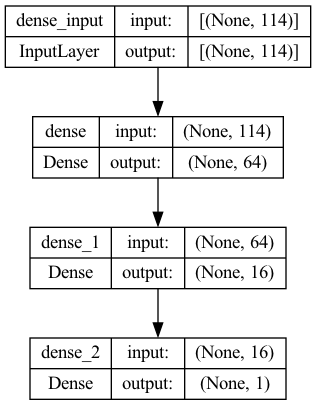 dense_input input: [(None, 114)]
InputLayer output: [(None, 114)]
dense input: (None, 114)
Dense output: (None, 64)
dense_1 input: (None, 64)
Dense output: (None, 16)
dense_2 input: (None, 16)
Dense output: (None, 1)